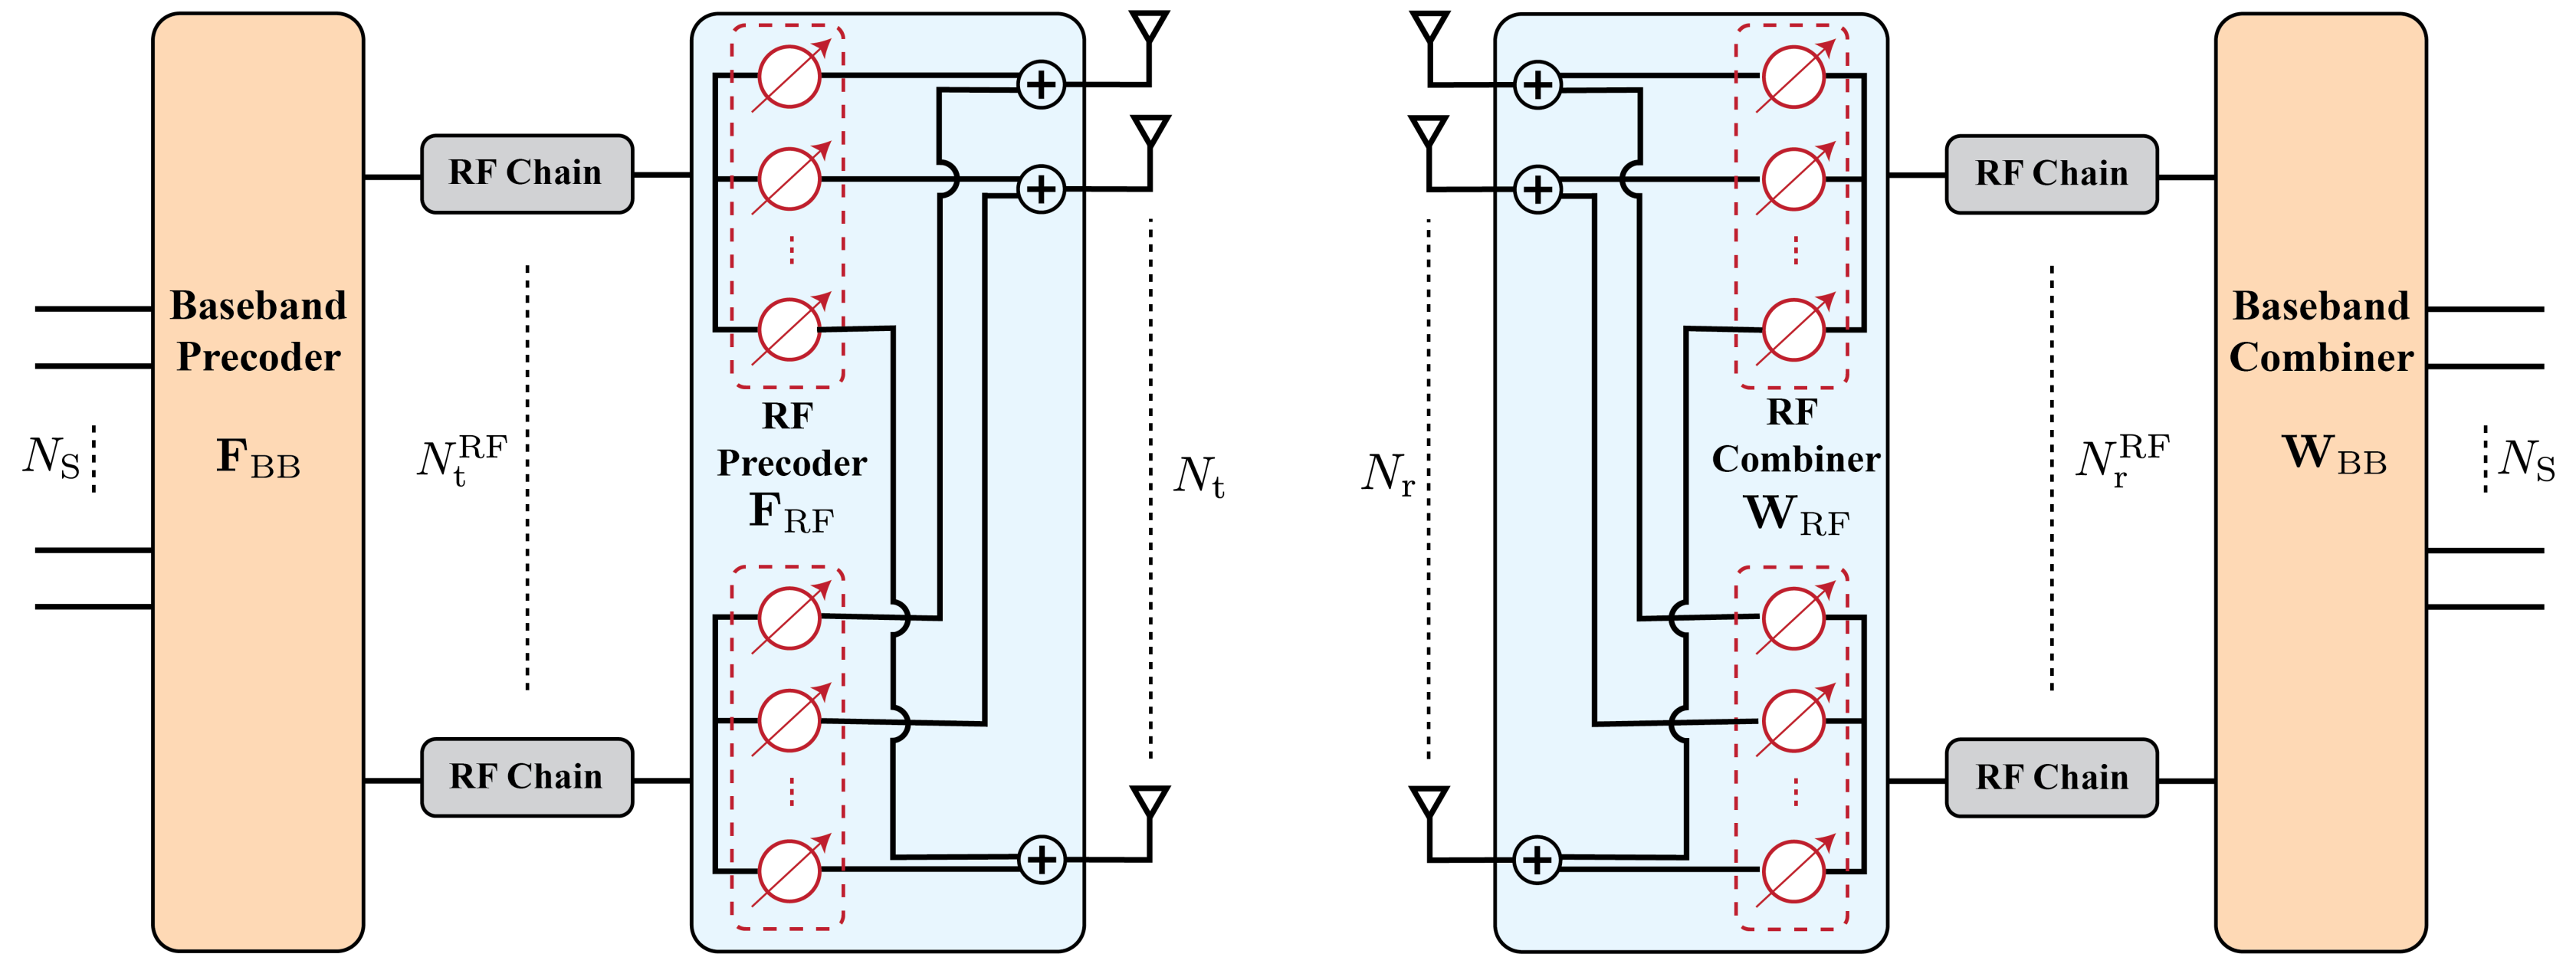 RF Chain
Baseband
Precoder
F_BB
N_S
N_t^RF
RF Chain
RF
Precoder
F_RF
N_t
N_r
RF
Combiner
W_RF
RF Chain
N_r^RF
RF Chain
Baseband
Combiner
W_BB
N_S